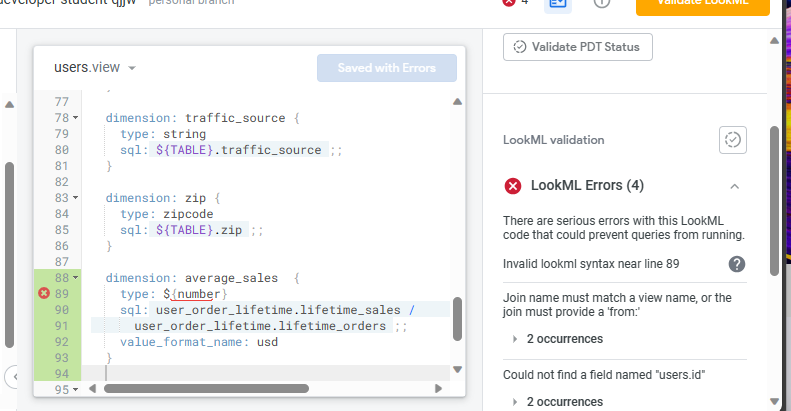 developer student qjjw personal branch
4
Validate LookML
users.view
Saved with Errors
Validate PDT Status
77
78 dimension: traffic_source {
79 type: string
80 sql: ${TABLE}.traffic_source ;;
81 }
82
83 dimension: zip {
84 type: zipcode
85 sql: ${TABLE}.zip ;;
86 }
87
88 dimension: average_sales {
89 type: ${number}
90 sql: user_order_lifetime.lifetime_sales /
91 user_order_lifetime.lifetime_orders ;;
92 value_format_name: usd
93 }
94
95
LookML validation
LookML Errors (4)
There are serious errors with this LookML
code that could prevent queries from running.
Invalid lookml syntax near line 89
Join name must match a view name, or the
join must provide a 'from:'
2 occurrences
Could not find a field named "users.id"
2 occurrences